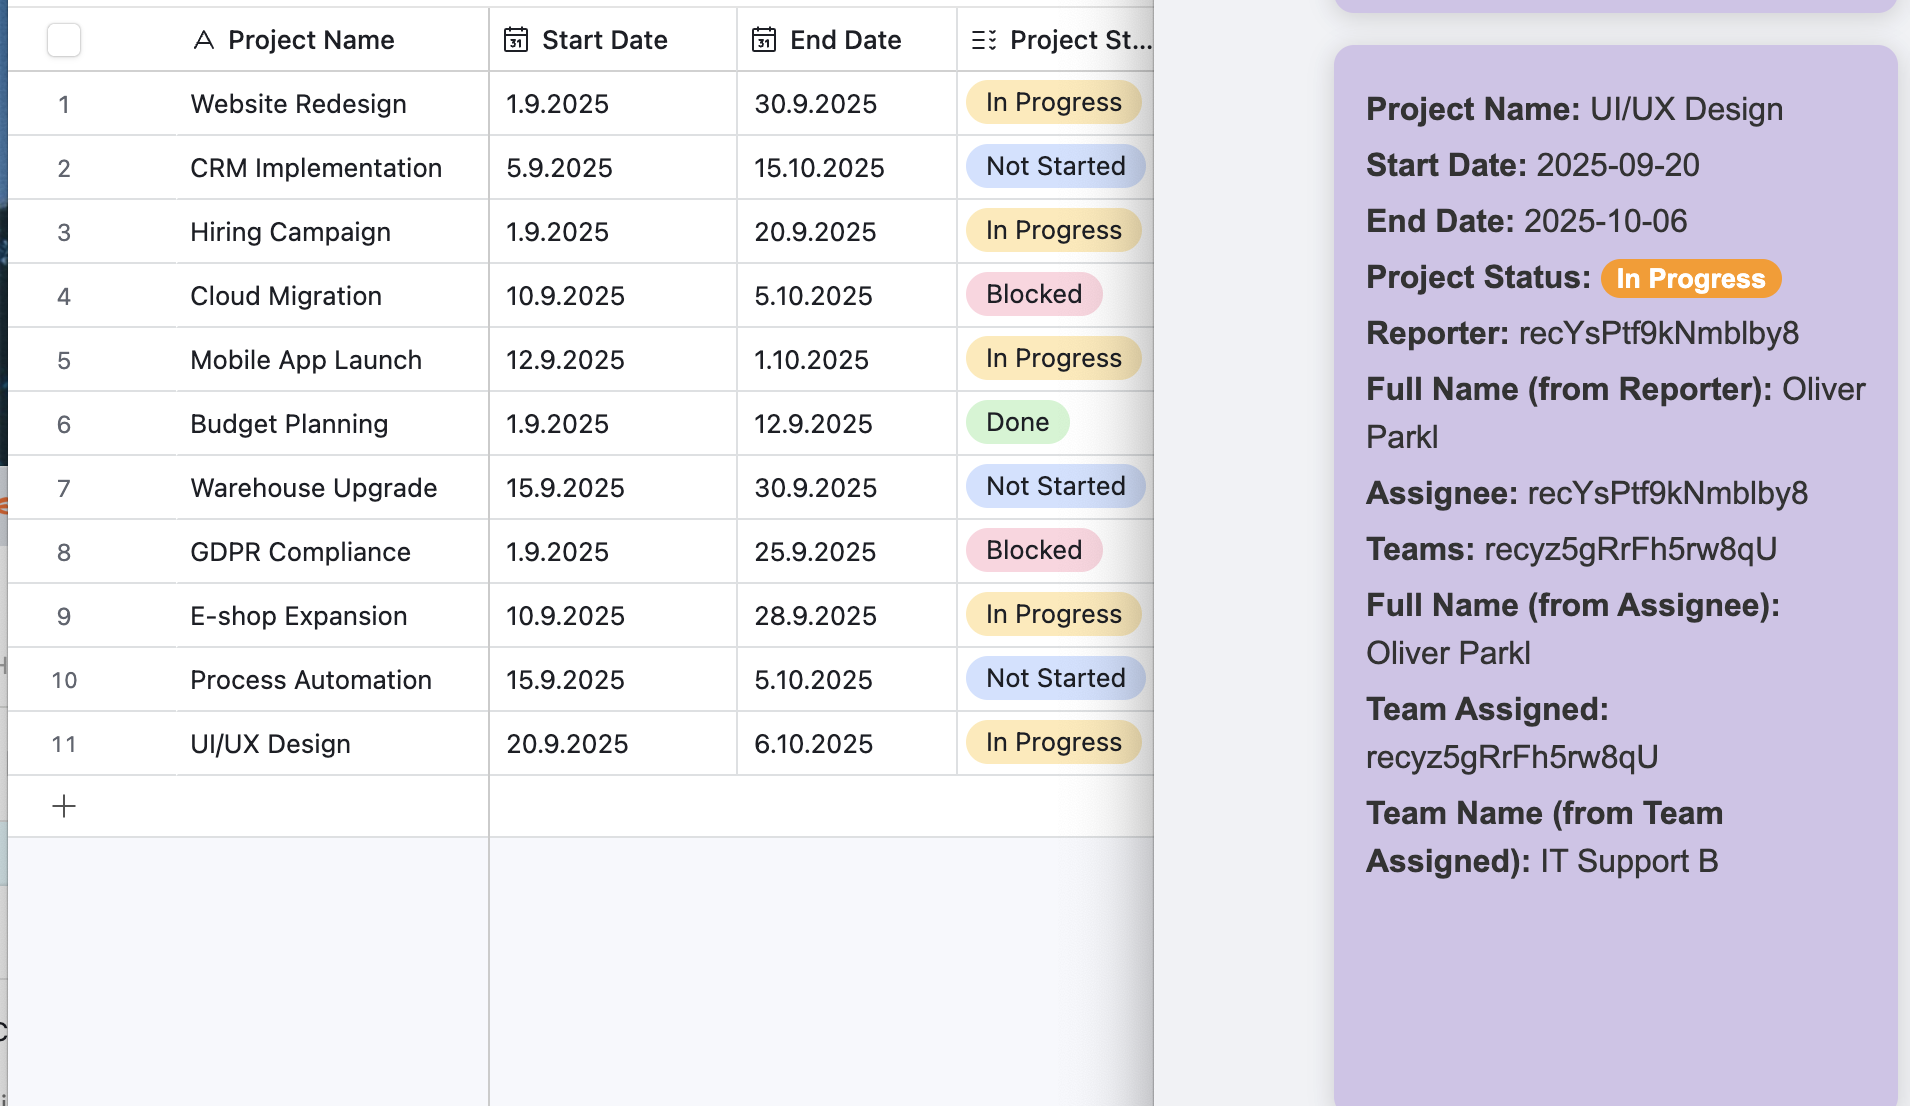 Project Name Start Date End Date Project St...
1 Website Redesign 1.9.2025 30.9.2025 In Progress
2 CRM Implementation 5.9.2025 15.10.2025 Not Started
3 Hiring Campaign 1.9.2025 20.9.2025 In Progress
4 Cloud Migration 10.9.2025 5.10.2025 Blocked
5 Mobile App Launch 12.9.2025 1.10.2025 In Progress
6 Budget Planning 1.9.2025 12.9.2025 Done
7 Warehouse Upgrade 15.9.2025 30.9.2025 Not Started
8 GDPR Compliance 1.9.2025 25.9.2025 Blocked
9 E-shop Expansion 10.9.2025 28.9.2025 In Progress
10 Process Automation 15.9.2025 5.10.2025 Not Started
11 UI/UX Design 20.9.2025 6.10.2025 In Progress
+
Project Name: UI/UX Design
Start Date: 2025-09-20
End Date: 2025-10-06
Project Status: In Progress
Reporter: recYsPtf9kNmblby8
Full Name (from Reporter): Oliver
Parkl
Assignee: recYsPtf9kNmblby8
Teams: recyz5gRrFh5rw8qU
Full Name (from Assignee):
Oliver Parkl
Team Assigned:
recyz5gRrFh5rw8qU
Team Name (from Team
Assigned): IT Support B